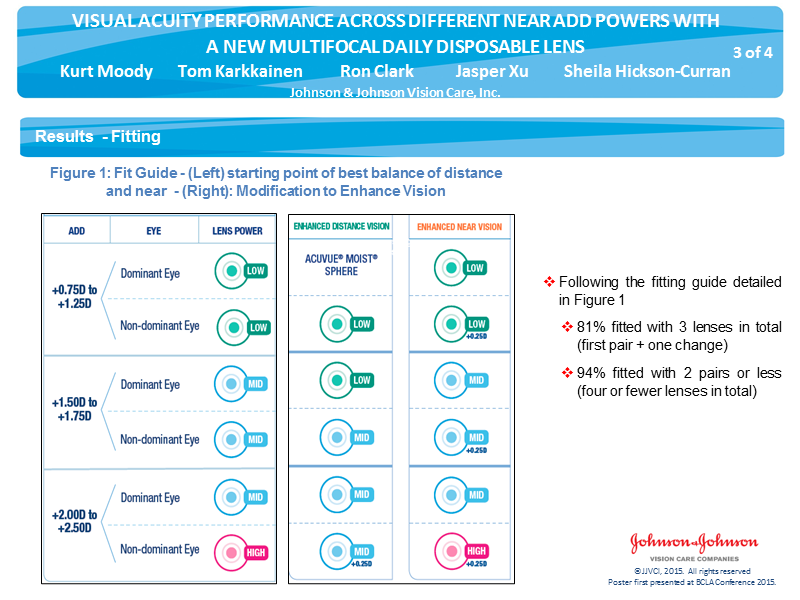 VISUAL ACUITY PERFORMANCE ACROSS DIFFERENT NEAR ADD POWERS WITH
A NEW MULTIFOCAL DAILY DISPOSABLE LENS
3 of 4
Kurt Moody Tom Karkkainen Ron Clark Jasper Xu Sheila Hickson-Curran
Johnson & Johnson Vision Care, Inc.
Results - Fitting
Figure 1: Fit Guide - (Left) starting point of best balance of distance
and near - (Right): Modification to Enhance Vision
ADD EYE LENS POWER ENHANCED DISTANCE VISION ENHANCED NEAR VISION
+0.75D to
+1.25D
Dominant Eye LOW
ACUVUE® MOIST®
SPHERE
LOW
Non-dominant Eye LOW LOW LOW
+0.25D
+1.50D to
+1.75D
Dominant Eye MID LOW MID
Non-dominant Eye MID MID MID
+0.25D
+2.00D to
+2.50D
Dominant Eye MID MID MID
Non-dominant Eye HIGH MID HIGH
+0.25D +0.25D
❖ Following the fitting guide detailed
in Figure 1
❖ 81% fitted with 3 lenses in total
(first pair + one change)
❖ 94% fitted with 2 pairs or less
(four or fewer lenses in total)
Johnson & Johnson
VISION CARE COMPANIES
©JJVCI, 2015. All rights reserved
Poster first presented at BCLA Conference 2015.